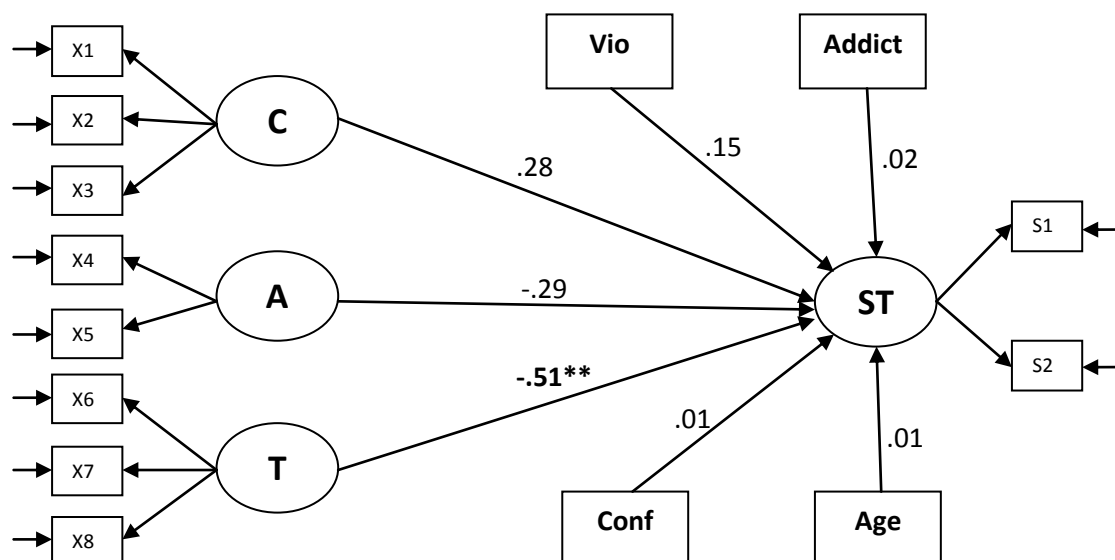 X1
X2
X3
X4
X5
X6
X7
X8
C
A
T
Vio
Addict
.15
.02
.28
-.29
-.51**
.01
.01
ST
S1
S2
Conf
Age